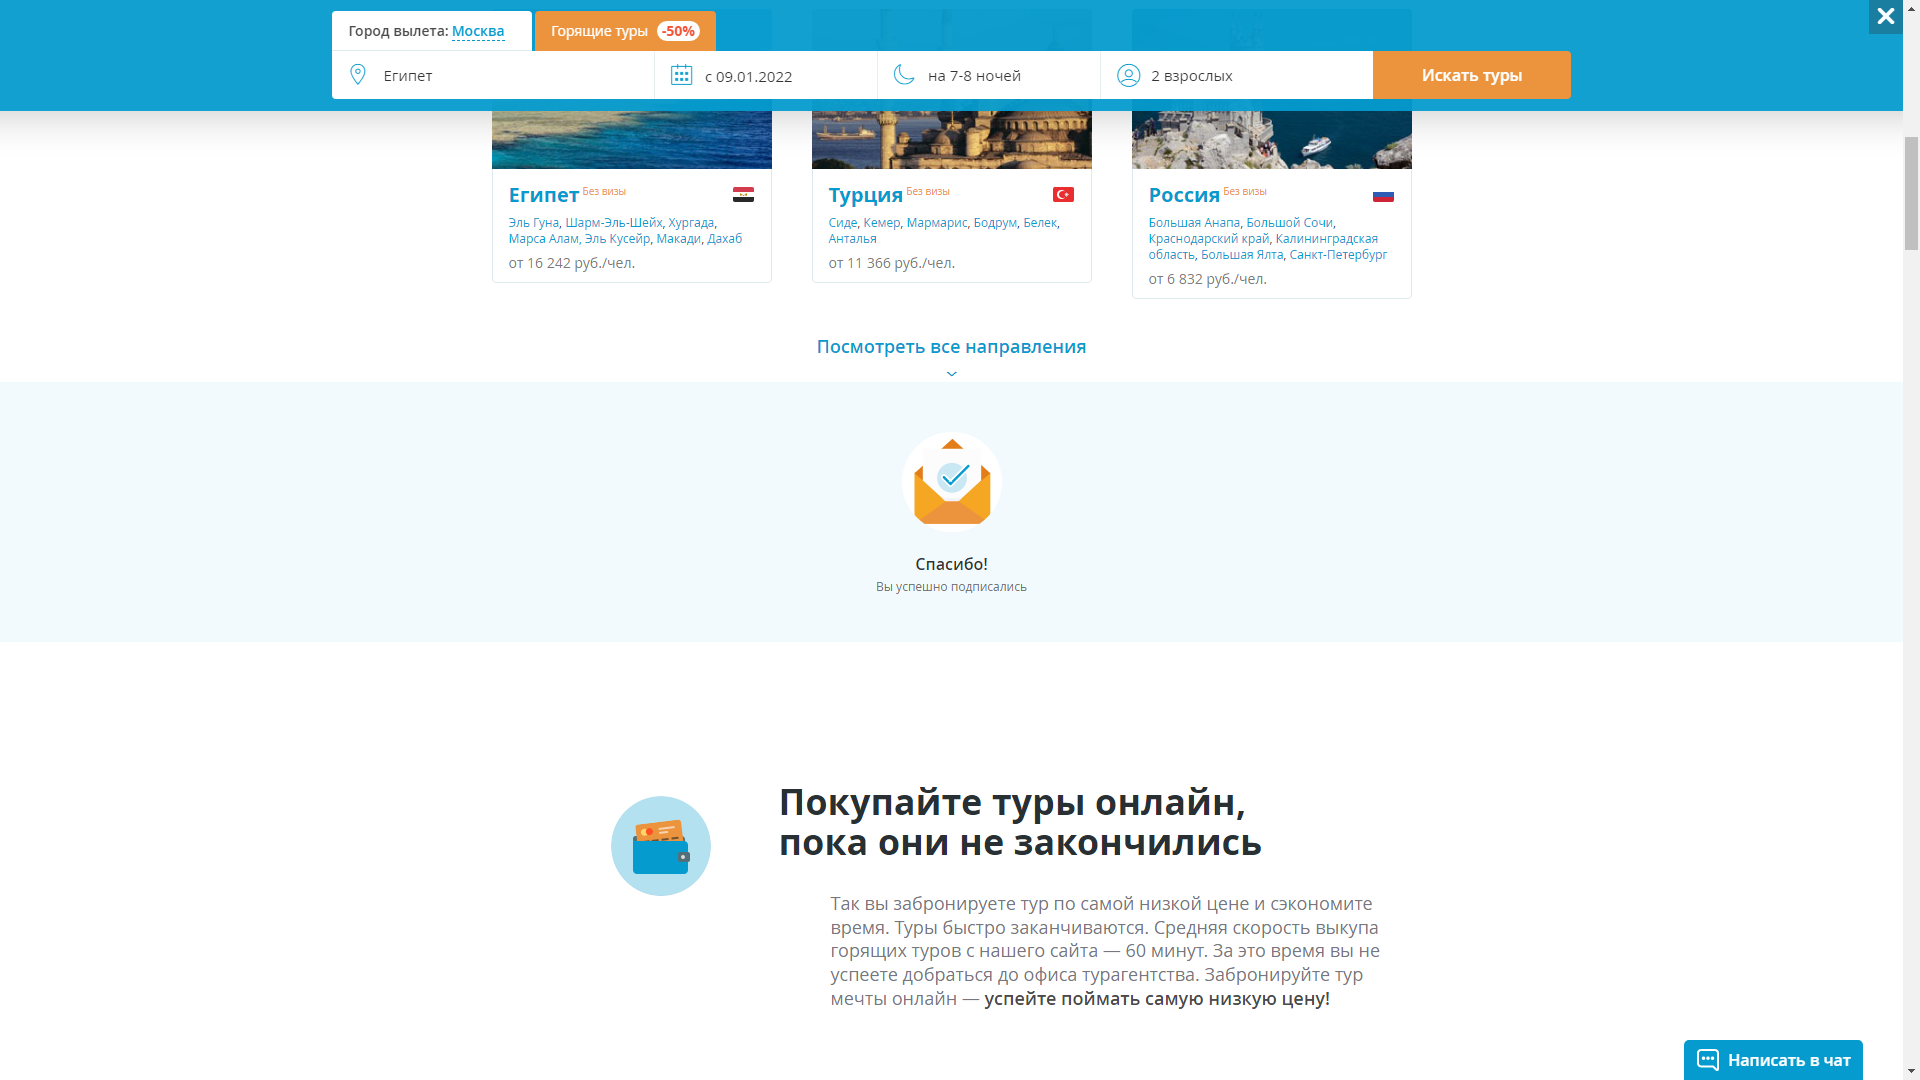 Город вылета: Москва
Горящие туры -50%
Египет
с 09.01.2022
на 7-8 ночей
2 взрослых
Искать туры
Египет Без визы
Эль Гуна, Шарм-Эль-Шейх, Хургада,
Марса Алам, Эль Кусейр, Макади, Дахаб
от 16 242 руб./чел.
Турция Без визы
Сиде, Кемер, Мармарис, Бодрум, Белек,
Анталья
от 11 366 руб./чел.
Россия Без визы
Большая Анапа, Большой Сочи,
Краснодарский край, Калининградская
область, Большая Ялта, Санкт-Петербург
от 6 832 руб./чел.
Посмотреть все направления
Спасибо!
Вы успешно подписались
Покупайте туры онлайн,
пока они не закончились
Так вы забронируете тур по самой низкой цене и сэкономите
время. Туры быстро заканчиваются. Средняя скорость выкупа
горящих туров с нашего сайта — 60 минут. За это время вы не
успеете добраться до офиса турагентства. Забронируйте тур
мечты онлайн — успейте поймать самую низкую цену!
Написать в чат